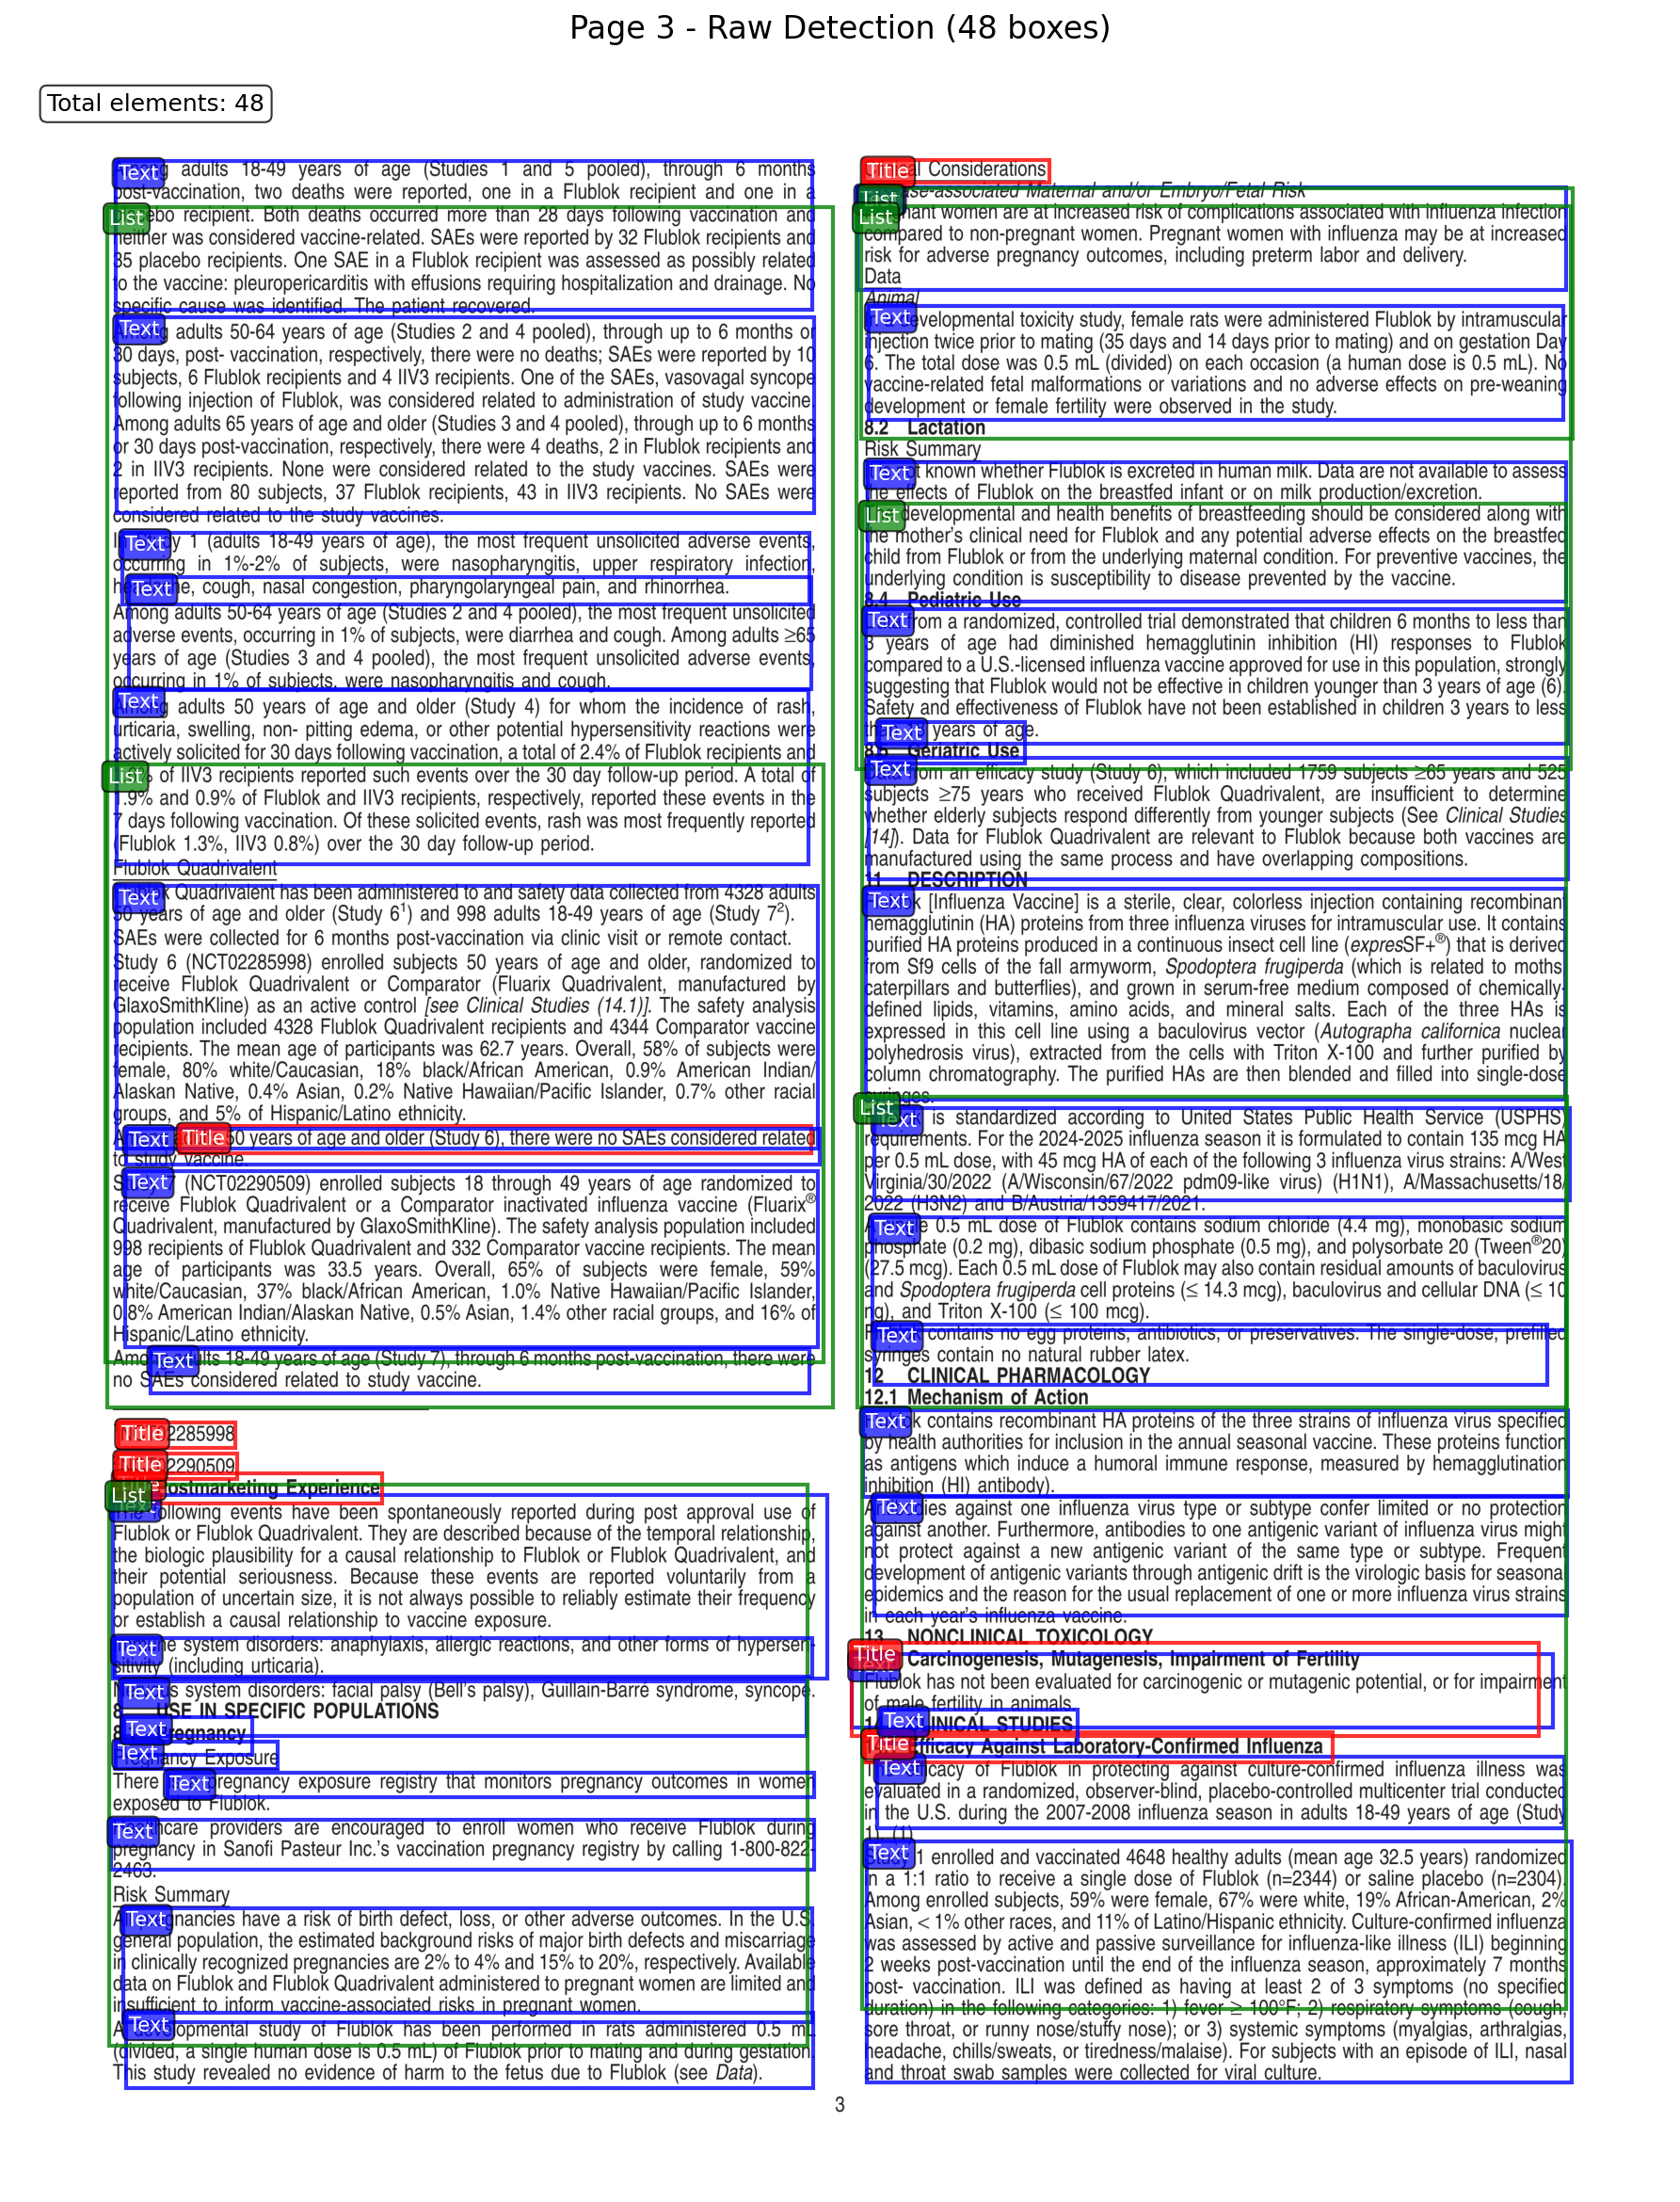 Page 3 - Raw Detection (48 boxes)
Total elements: 48
Text adults 18-49 years of age (Studies 1 and 5 pooled), through 6 months
post-vaccination, two deaths were reported, one in a Flublok recipient and one in a
List recipient. Both deaths occurred more than 28 days following vaccination and
neither was considered vaccine-related. SAEs were reported by 32 Flublok recipients and
35 placebo recipients. One SAE in a Flublok recipient was assessed as possibly related
to the vaccine: pleuropericarditis with effusions requiring hospitalization and drainage. No
specific cause was identified. The patient recovered.
Text adults 50-64 years of age (Studies 2 and 4 pooled), through up to 6 months or
30 days, post- vaccination, respectively, there were no deaths; SAEs were reported by 10
subjects, 6 Flublok recipients and 4 IIV3 recipients. One of the SAEs, vasovagal syncope
following injection of Flublok, was considered related to administration of study vaccine.
Among adults 65 years of age and older (Studies 3 and 4 pooled), through up to 6 months
or 30 days post-vaccination, respectively, there were 4 deaths, 2 in Flublok recipients and
2 in IIV3 recipients. None were considered related to the study vaccines. SAEs were
reported from 80 subjects, 37 Flublok recipients, 43 in IIV3 recipients. No SAEs were
considered related to the study vaccines.
Text 1 (adults 18-49 years of age), the most frequent unsolicited adverse events,
occurring in 1%-2% of subjects, were nasopharyngitis, upper respiratory infection,
Text cough, nasal congestion, pharyngolaryngeal pain, and rhinorrhea.
Among adults 50-64 years of age (Studies 2 and 4 pooled), the most frequent unsolicited
adverse events, occurring in 1% of subjects, were diarrhea and cough. Among adults ≥65
years of age (Studies 3 and 4 pooled), the most frequent unsolicited adverse events,
occurring in 1% of subjects, were nasopharyngitis and cough.
Text adults 50 years of age and older (Study 4) for whom the incidence of rash,
urticaria, swelling, non- pitting edema, or other potential hypersensitivity reactions were
actively solicited for 30 days following vaccination, a total of 2.4% of Flublok recipients and
List of IIV3 recipients reported such events over the 30 day follow-up period. A total of
1.9% and 0.9% of Flublok and IIV3 recipients, respectively, reported these events in the
7 days following vaccination. Of these solicited events, rash was most frequently reported
(Flublok 1.3%, IIV3 0.8%) over the 30 day follow-up period.
Flublok Quadrivalent
Text Quadrivalent has been administered to and safety data collected from 4328 adults
50 years of age and older (Study 6¹) and 998 adults 18-49 years of age (Study 7²).
SAEs were collected for 6 months post-vaccination via clinic visit or remote contact.
Study 6 (NCT02285998) enrolled subjects 50 years of age and older, randomized to
receive Flublok Quadrivalent or Comparator (Fluarix Quadrivalent, manufactured by
GlaxoSmithKline) as an active control [see Clinical Studies (14.1)]. The safety analysis
population included 4328 Flublok Quadrivalent recipients and 4344 Comparator vaccine
recipients. The mean age of participants was 62.7 years. Overall, 58% of subjects were
female, 80% white/Caucasian, 18% black/African American, 0.9% American Indian/
Alaskan Native, 0.4% Asian, 0.2% Native Hawaiian/Pacific Islander, 0.7% other racial
groups, and 5% of Hispanic/Latino ethnicity.
Text Title 50 years of age and older (Study 6), there were no SAEs considered related
to study vaccine.
Text (NCT02290509) enrolled subjects 18 through 49 years of age randomized to
receive Flublok Quadrivalent or a Comparator inactivated influenza vaccine (Fluarix®
Quadrivalent, manufactured by GlaxoSmithKline). The safety analysis population included
998 recipients of Flublok Quadrivalent and 332 Comparator vaccine recipients. The mean
age of participants was 33.5 years. Overall, 65% of subjects were female, 59%
white/Caucasian, 37% black/African American, 1.0% Native Hawaiian/Pacific Islander,
0.8% American Indian/Alaskan Native, 0.5% Asian, 1.4% other racial groups, and 16% of
Hispanic/Latino ethnicity.
Text 18-49 years of age (Study 7), through 6 months post-vaccination, there were
no SAEs considered related to study vaccine.
Title 2285998
Title 2290509
Title Postmarketing Experience
List
The following events have been spontaneously reported during post approval use of
Flublok or Flublok Quadrivalent. They are described because of the temporal relationship,
the biologic plausibility for a causal relationship to Flublok or Flublok Quadrivalent, and
their potential seriousness. Because these events are reported voluntarily from a
population of uncertain size, it is not always possible to reliably estimate their frequency
or establish a causal relationship to vaccine exposure.
Text system disorders: anaphylaxis, allergic reactions, and other forms of hypersen-
sitivity (including urticaria).
Text system disorders: facial palsy (Bell's palsy), Guillain-Barré syndrome, syncope.
8 USE IN SPECIFIC POPULATIONS
Text Pregnancy
Text Pregnancy Exposure
There Text pregnancy exposure registry that monitors pregnancy outcomes in women
exposed to Flublok.
Text providers are encouraged to enroll women who receive Flublok during
pregnancy in Sanofi Pasteur Inc.'s vaccination pregnancy registry by calling 1-800-822-
2463.
Risk Summary
Text pregnancies have a risk of birth defect, loss, or other adverse outcomes. In the U.S.
general population, the estimated background risks of major birth defects and miscarriage
in clinically recognized pregnancies are 2% to 4% and 15% to 20%, respectively. Available
data on Flublok and Flublok Quadrivalent administered to pregnant women are limited and
insufficient to inform vaccine-associated risks in pregnant women.
A Text developmental study of Flublok has been performed in rats administered 0.5 mL
(divided, a single human dose is 0.5 mL) of Flublok prior to mating and during gestation.
This study revealed no evidence of harm to the fetus due to Flublok (see Data).
Title Considerations
List Maternal and/or Embryo/Fetal Risk
List women are at increased risk of complications associated with influenza infection
compared to non-pregnant women. Pregnant women with influenza may be at increased
risk for adverse pregnancy outcomes, including preterm labor and delivery.
Data
Animal
Text developmental toxicity study, female rats were administered Flublok by intramuscular
injection twice prior to mating (35 days and 14 days prior to mating) and on gestation Day
6. The total dose was 0.5 mL (divided) on each occasion (a human dose is 0.5 mL). No
vaccine-related fetal malformations or variations and no adverse effects on pre-weaning
development or female fertility were observed in the study.
8.2 Lactation
Risk Summary
Text known whether Flublok is excreted in human milk. Data are not available to assess
the effects of Flublok on the breastfed infant or on milk production/excretion.
List developmental and health benefits of breastfeeding should be considered along with
the mother's clinical need for Flublok and any potential adverse effects on the breastfed
child from Flublok or from the underlying maternal condition. For preventive vaccines, the
underlying condition is susceptibility to disease prevented by the vaccine.
8.4 Pediatric Use
Text from a randomized, controlled trial demonstrated that children 6 months to less than
3 years of age had diminished hemagglutinin inhibition (HI) responses to Flublok
compared to a U.S.-licensed influenza vaccine approved for use in this population, strongly
suggesting that Flublok would not be effective in children younger than 3 years of age (6).
Safety and effectiveness of Flublok have not been established in children 3 years to less
than Text years of age.
8.5 Geriatric Use
Text from an efficacy study (Study 6), which included 1759 subjects ≥65 years and 525
subjects ≥75 years who received Flublok Quadrivalent, are insufficient to determine
whether elderly subjects respond differently from younger subjects (See Clinical Studies
[14]). Data for Flublok Quadrivalent are relevant to Flublok because both vaccines are
manufactured using the same process and have overlapping compositions.
11 DESCRIPTION
Text [Influenza Vaccine] is a sterile, clear, colorless injection containing recombinant
hemagglutinin (HA) proteins from three influenza viruses for intramuscular use. It contains
purified HA proteins produced in a continuous insect cell line (expresSF+®) that is derived
from Sf9 cells of the fall armyworm, Spodoptera frugiperda (which is related to moths,
caterpillars and butterflies), and grown in serum-free medium composed of chemically-
defined lipids, vitamins, amino acids, and mineral salts. Each of the three HAs is
expressed in this cell line using a baculovirus vector (Autographa californica nuclear
polyhedrosis virus), extracted from the cells with Triton X-100 and further purified by
column chromatography. The purified HAs are then blended and filled into single-dose
syringes.
List Text is standardized according to United States Public Health Service (USPHS)
requirements. For the 2024-2025 influenza season it is formulated to contain 135 mcg HA
per 0.5 mL dose, with 45 mcg HA of each of the following 3 influenza virus strains: A/West
Virginia/30/2022 (A/Wisconsin/67/2022 pdm09-like virus) (H1N1), A/Massachusetts/18/
2022 (H3N2) and B/Austria/1359417/2021.
Text 0.5 mL dose of Flublok contains sodium chloride (4.4 mg), monobasic sodium
phosphate (0.2 mg), dibasic sodium phosphate (0.5 mg), and polysorbate 20 (Tween®20)
(27.5 mcg). Each 0.5 mL dose of Flublok may also contain residual amounts of baculovirus
and Spodoptera frugiperda cell proteins (≤ 14.3 mcg), baculovirus and cellular DNA (≤ 10
ng), and Triton X-100 (≤ 100 mcg).
Text contains no egg proteins, antibiotics, or preservatives. The single-dose, prefilled
syringes contain no natural rubber latex.
12 CLINICAL PHARMACOLOGY
12.1 Mechanism of Action
Text contains recombinant HA proteins of the three strains of influenza virus specified
by health authorities for inclusion in the annual seasonal vaccine. These proteins function
as antigens which induce a humoral immune response, measured by hemagglutination
inhibition (HI) antibody).
Text against one influenza virus type or subtype confer limited or no protection
against another. Furthermore, antibodies to one antigenic variant of influenza virus might
not protect against a new antigenic variant of the same type or subtype. Frequent
development of antigenic variants through antigenic drift is the virologic basis for seasonal
epidemics and the reason for the usual replacement of one or more influenza virus strains
in each year's influenza vaccine.
13 NONCLINICAL TOXICOLOGY
Title Carcinogenesis, Mutagenesis, Impairment of Fertility
Flublok has not been evaluated for carcinogenic or mutagenic potential, or for impairment
of male fertility in animals.
Text CLINICAL STUDIES
Title Efficacy Against Laboratory-Confirmed Influenza
Text efficacy of Flublok in protecting against culture-confirmed influenza illness was
evaluated in a randomized, observer-blind, placebo-controlled multicenter trial conducted
in the U.S. during the 2007-2008 influenza season in adults 18-49 years of age (Study
1). (1)
Text 1 enrolled and vaccinated 4648 healthy adults (mean age 32.5 years) randomized
in a 1:1 ratio to receive a single dose of Flublok (n=2344) or saline placebo (n=2304).
Among enrolled subjects, 59% were female, 67% were white, 19% African-American, 2%
Asian, < 1% other races, and 11% of Latino/Hispanic ethnicity. Culture-confirmed influenza
was assessed by active and passive surveillance for influenza-like illness (ILI) beginning
2 weeks post-vaccination until the end of the influenza season, approximately 7 months
post- vaccination. ILI was defined as having at least 2 of 3 symptoms (no specified
duration) in the following categories: 1) fever ≥ 100°F; 2) respiratory symptoms (cough,
sore throat, or runny nose/stuffy nose); or 3) systemic symptoms (myalgias, arthralgias,
headache, chills/sweats, or tiredness/malaise). For subjects with an episode of ILI, nasal
and throat swab samples were collected for viral culture.
3